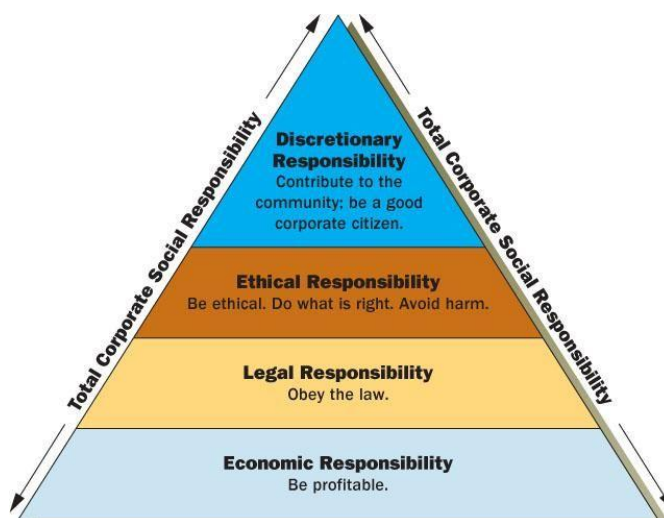 Total Corporate Social Responsibility
Total Corporate Social Responsibility
Discretionary
Responsibility
Contribute to the
community; be a good
corporate citizen.
Ethical Responsibility
Be ethical. Do what is right. Avoid harm.
Legal Responsibility
Obey the law.
Economic Responsibility
Be profitable.